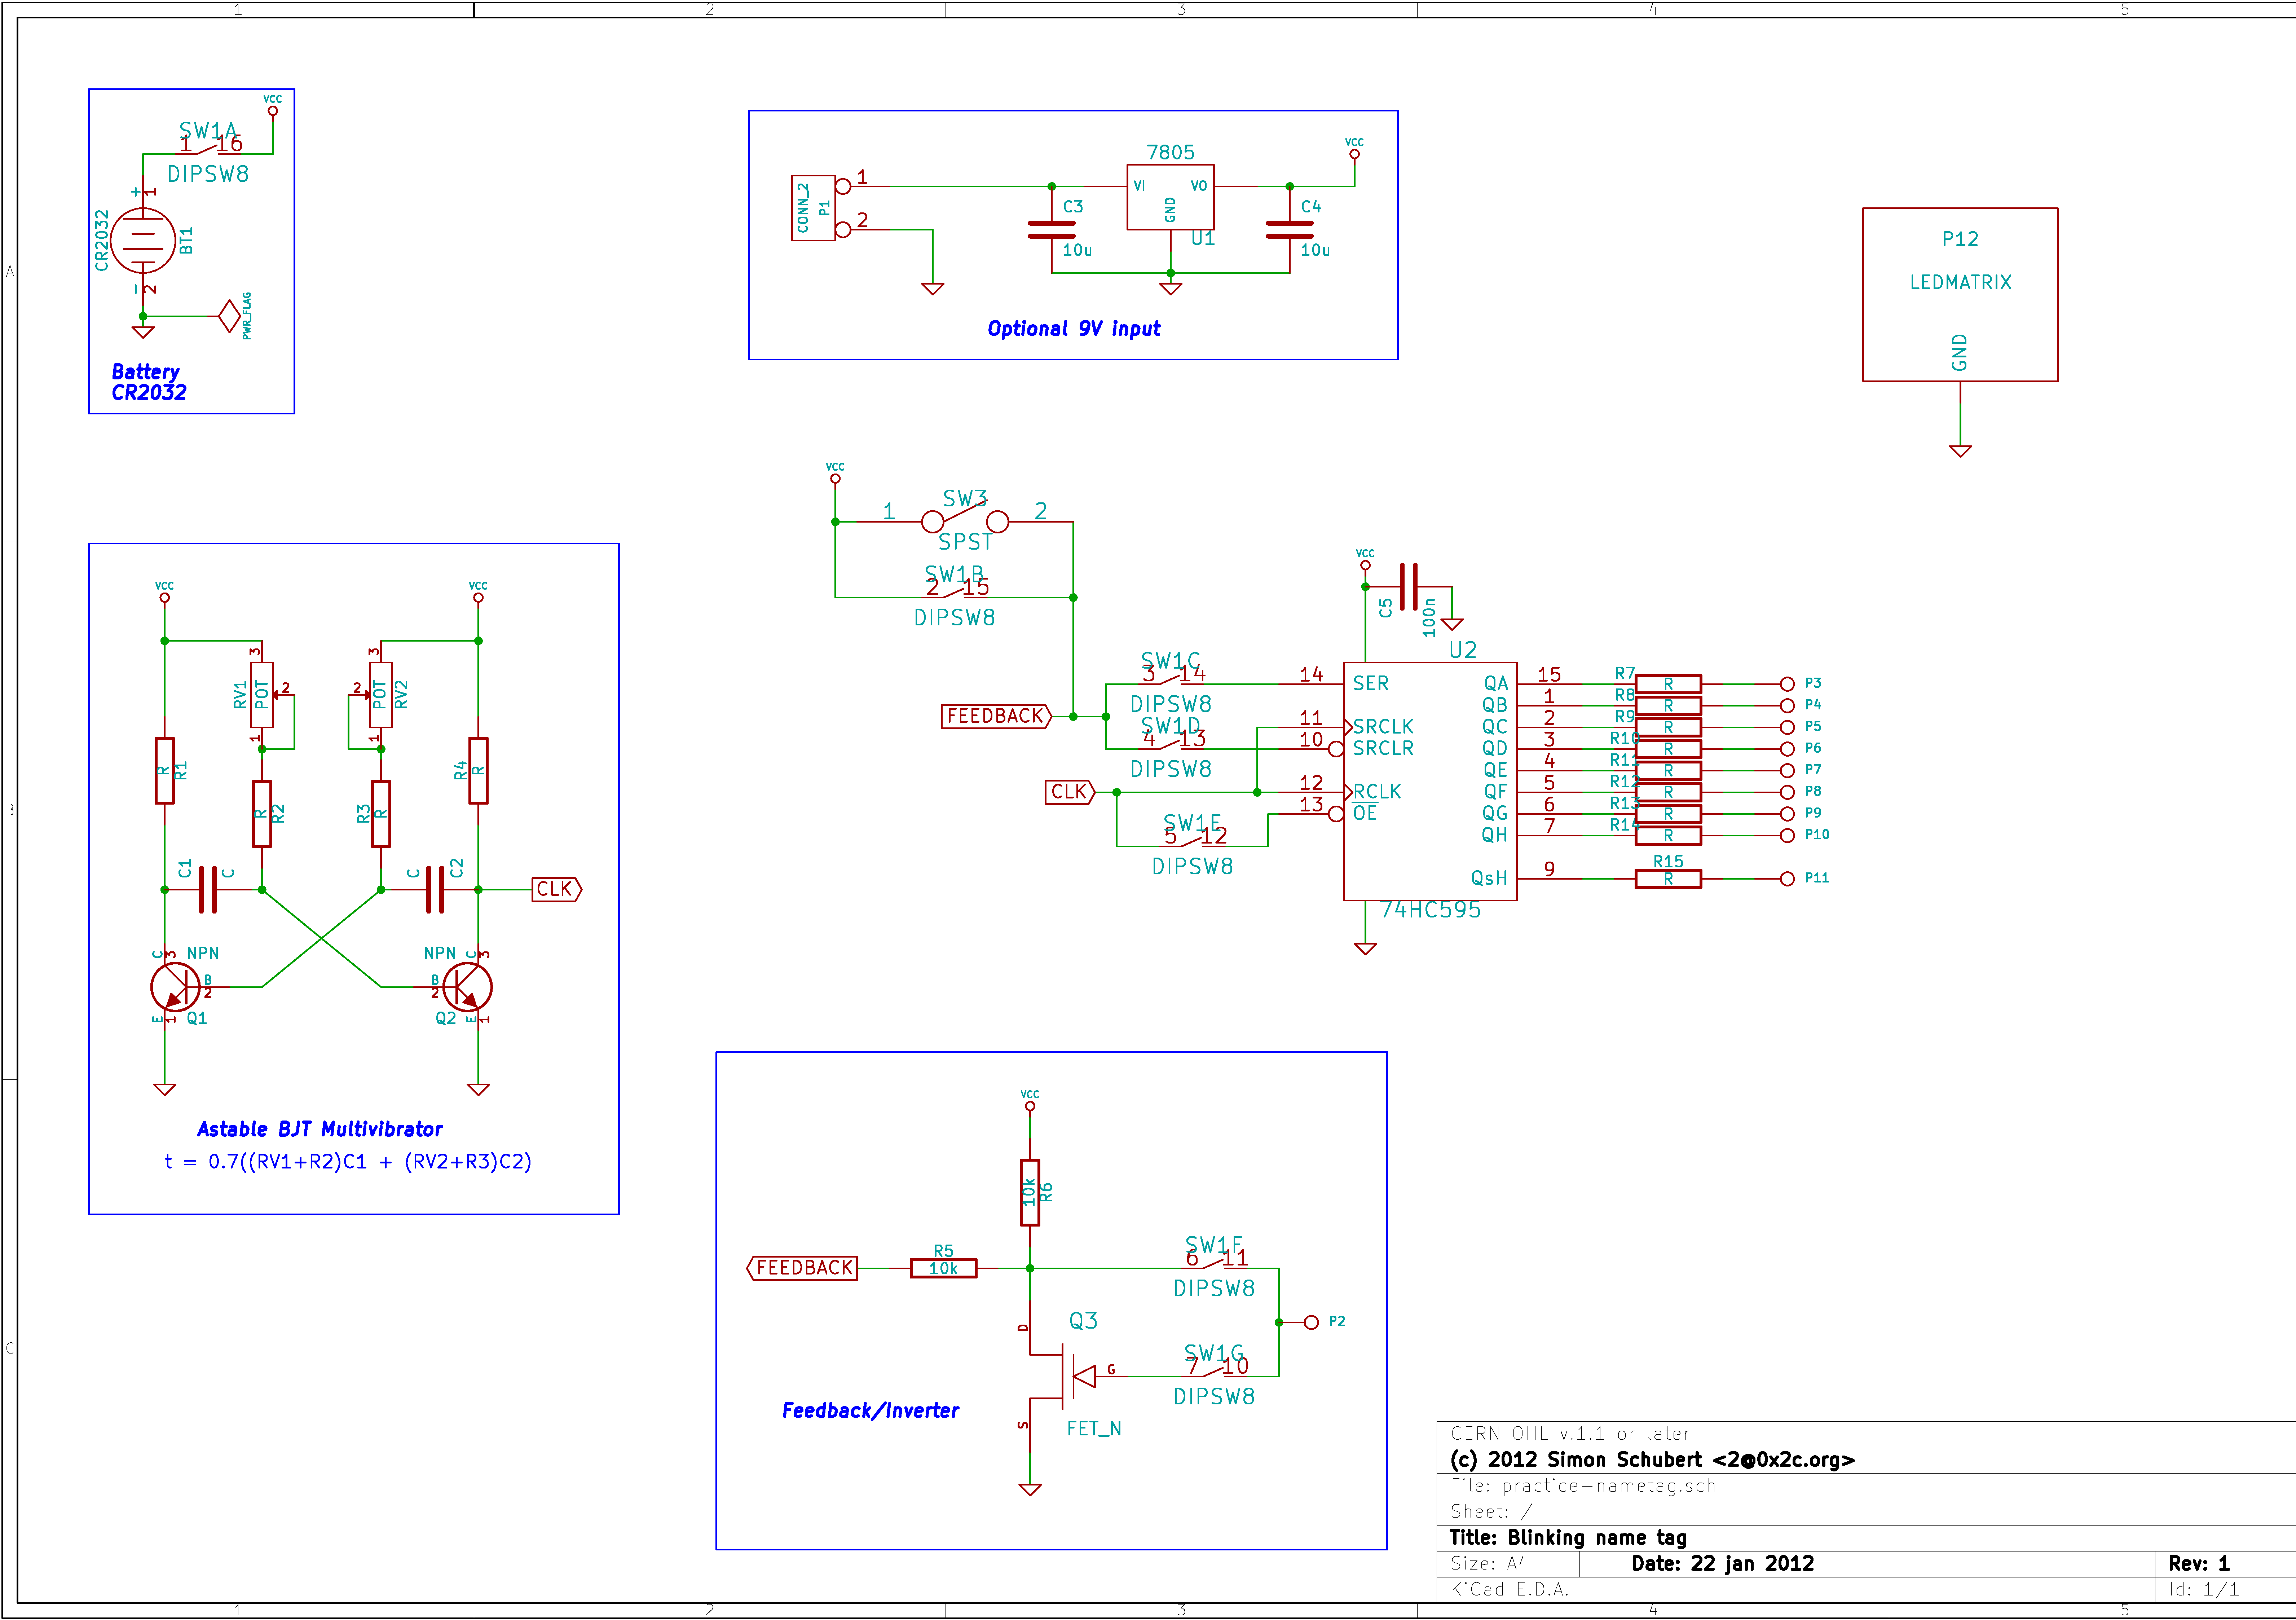 1 2 3 4 5
A
B
C
VCC
SW1A
1 16
DIPSW8
+
1
CR2032
BT1
-
2
PWR_FLAG
Battery
CR2032
CONN_2
P1
1
2
C3
10u
7805
VI VO
GND
U1
C4
10u
VCC
Optional 9V input
P12
LEDMATRIX
GND
VCC
1 SW3 2
SPST
SW1B
2 15
DIPSW8
FEEDBACK
SW1C
3 14
DIPSW8
SW1D
4 13
DIPSW8
CLK
SW1E
5 12
DIPSW8
VCC
C5
100n
U2
14 SER
11 SRCLK
10 SRCLR
12 RCLK
13 OE
QA 15 R7 R P3
QB 1 R8 R P4
QC 2 R9 R P5
QD 3 R10 R P6
QE 4 R11 R P7
QF 5 R12 R P8
QG 6 R13 R P9
QH 7 R14 R P10
QsH 9 R15 R P11
74HC595
VCC VCC
3 3
RV1 POT 2 2 POT RV2
1 1
R R1 R R2 R3 R R4 R
C1 C C C2
CLK
C 3 NPN NPN C 3
B 2 B 2
E 1 Q1 Q2 E 1
Astable BJT Multivibrator
t = 0.7((RV1+R2)C1 + (RV2+R3)C2)
VCC
10k R6
FEEDBACK
R5
10k
SW1F
6 11
DIPSW8
Q3
D
G
S
FET_N
SW1G
7 10
DIPSW8
P2
Feedback/Inverter
CERN OHL v.1.1 or later
(c) 2012 Simon Schubert <2@0x2c.org>
File: practice-nametag.sch
Sheet: /
Title: Blinking name tag
Size: A4 Date: 22 jan 2012 Rev: 1
KiCad E.D.A. Id: 1/1
1 2 3 4 5